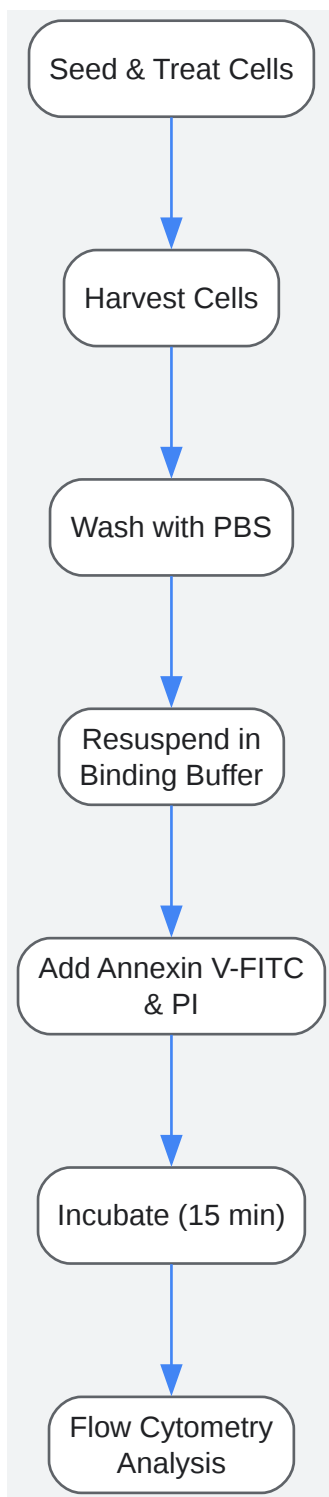 Seed & Treat Cells
Harvest Cells
Wash with PBS
Resuspend in
Binding Buffer
Add Annexin V-FITC
& PI
Incubate (15 min)
Flow Cytometry
Analysis